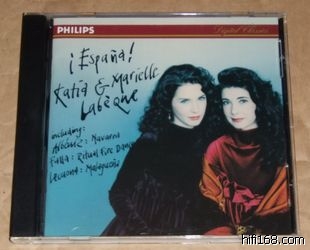 PHILIPS
Digital Classics
¡España!
Katia & Marielle
Labèque
including:
Albéniz: Navarra
Falla: Ritual Fire Dance
Lecuona: Malagueña
hifi168.com